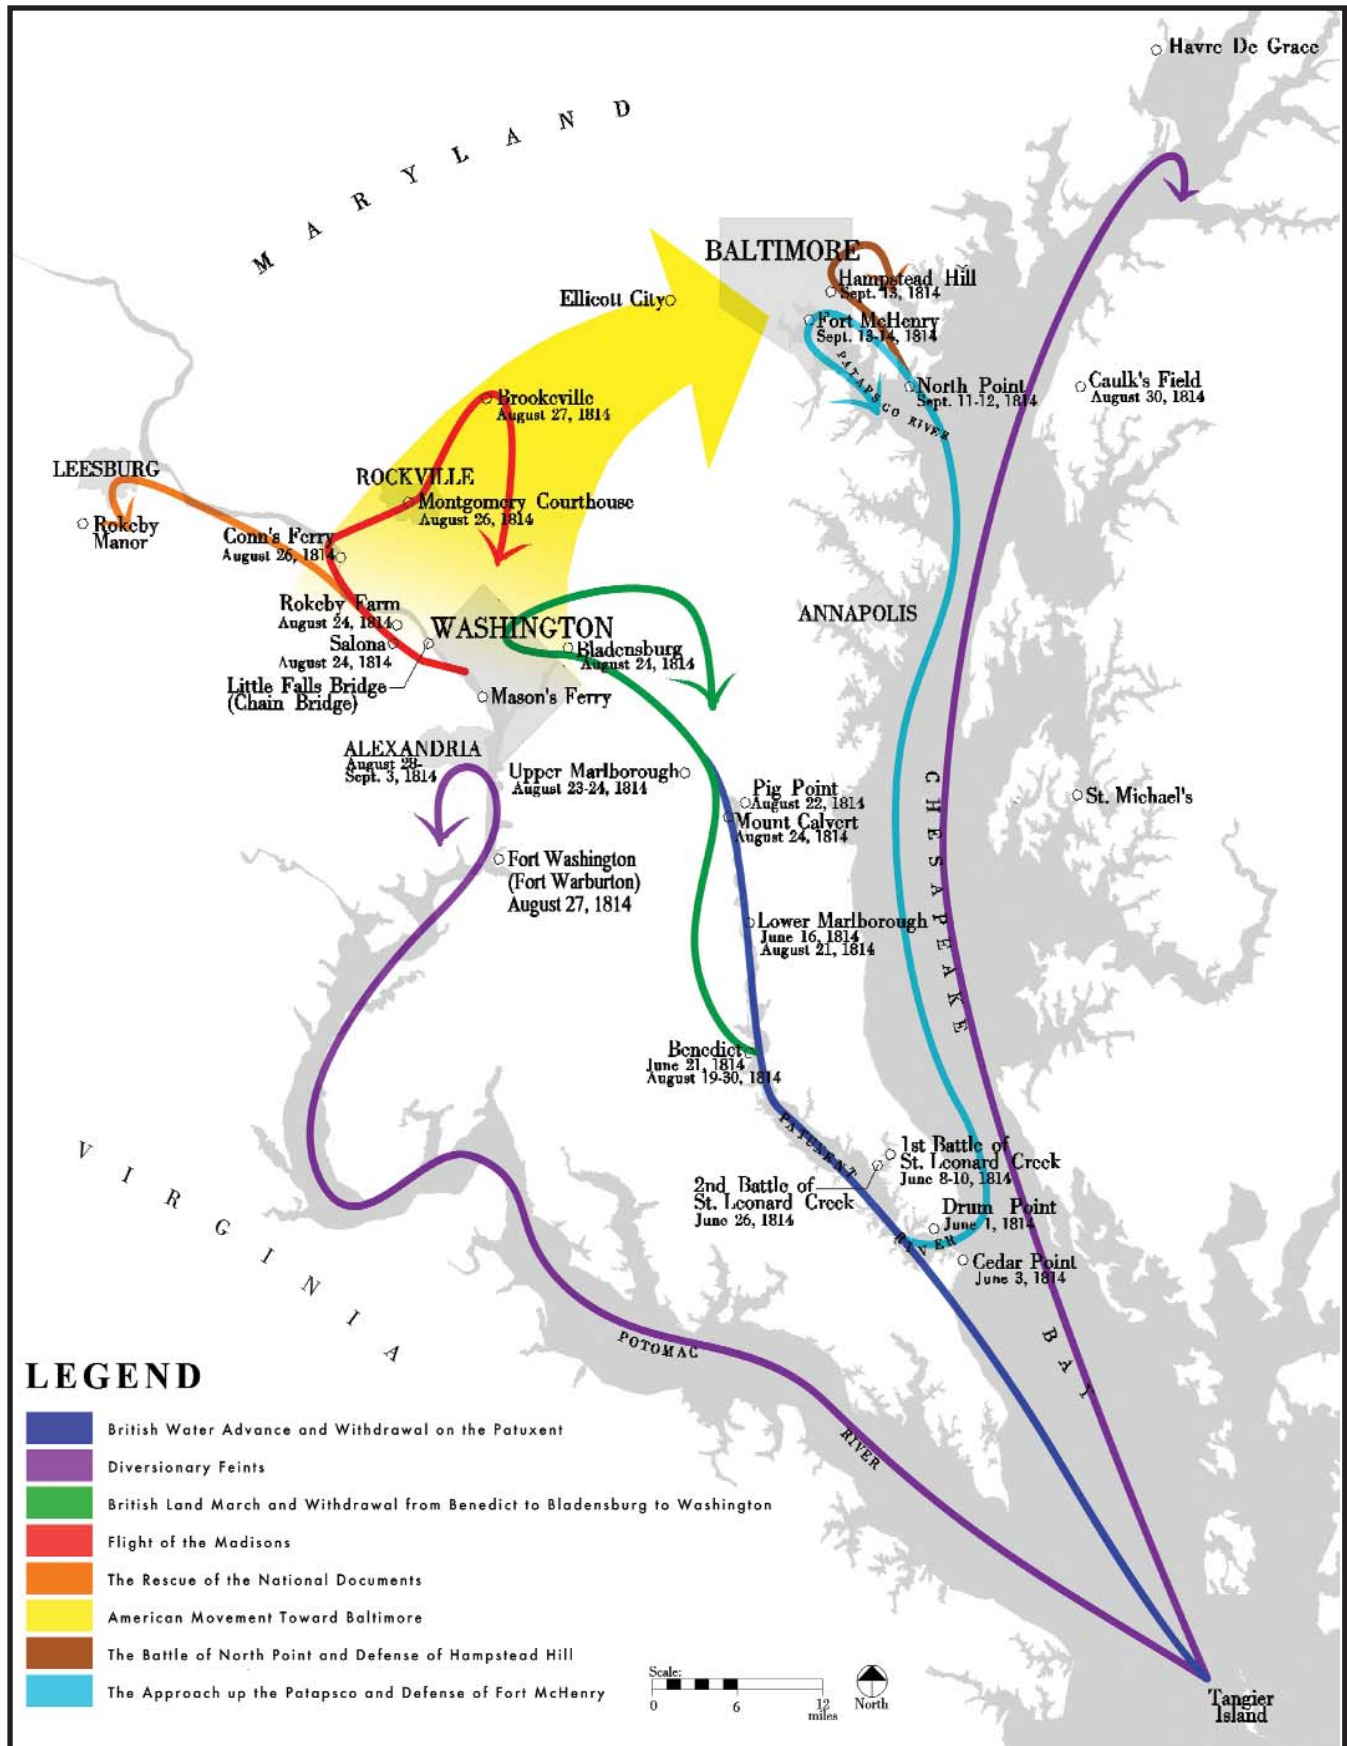 Havre De Grace
MARYLAND
BALTIMORE
Hampstead Hill
Sept. 13, 1814
Ellicott City
Fort McHenry
Sept. 13-14, 1814
PATAPSCO RIVER
North Point
Sept. 11-12, 1814
Caulk's Field
August 30, 1814
Brookeville
August 27, 1814
LEESBURG
ROCKVILLE
Montgomery Courthouse
August 26, 1814
Rokeby
Manor
Conn's Ferry
August 26, 1814
Rokeby Farm
August 24, 1814
WASHINGTON
ANNAPOLIS
Salona
August 24, 1814
Bladensburg
August 24, 1814
Little Falls Bridge
(Chain Bridge)
Mason's Ferry
ALEXANDRIA
August 28-
Sept. 3, 1814
Upper Marlborough
August 23-24, 1814
Pig Point
August 22, 1814
Mount Calvert
August 24, 1814
St. Michael's
CHESAPEAKE
Fort Washington
(Fort Warburton)
August 27, 1814
Lower Marlborough
June 16, 1814
August 21, 1814
Benedict
June 21, 1814
August 19-30, 1814
PATUXENT
1st Battle of
St. Leonard Creek
June 8-10, 1814
2nd Battle of
St. Leonard Creek
June 26, 1814
Drum Point
June 1, 1814
RIVER
Cedar Point
June 3, 1814
VIRGINIA
BAY
POTOMAC
RIVER
LEGEND
British Water Advance and Withdrawal on the Patuxent
Diversionary Feints
British Land March and Withdrawal from Benedict to Bladensburg to Washington
Flight of the Madisons
The Rescue of the National Documents
American Movement Toward Baltimore
The Battle of North Point and Defense of Hampstead Hill
The Approach up the Patapsco and Defense of Fort McHenry
Scale:
0 6 12
miles
North
Tangier
Island